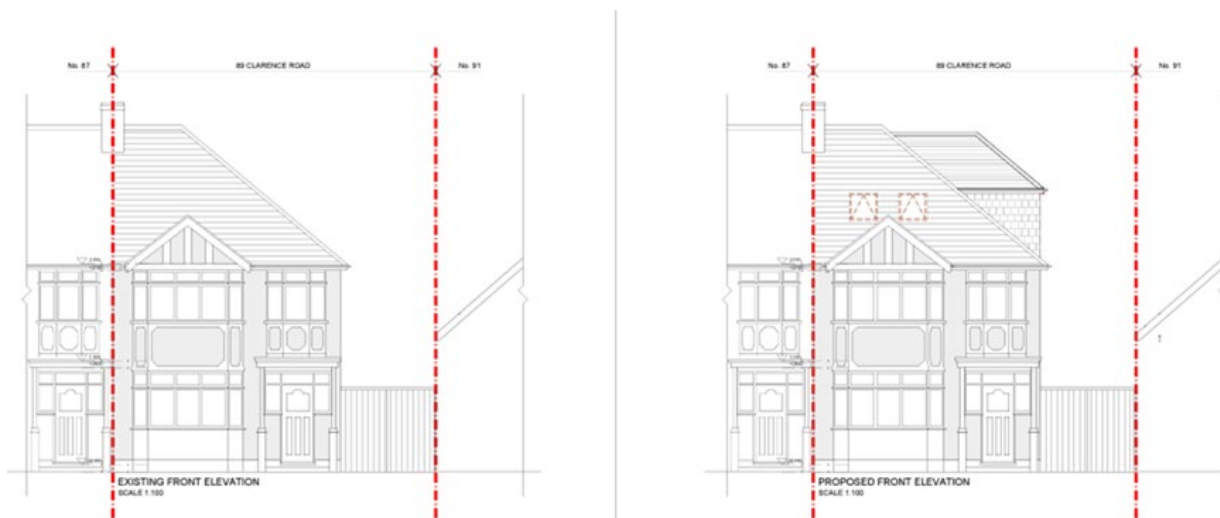 No. 87
89 CLARENCE ROAD
No. 91
EXISTING FRONT ELEVATION
SCALE 1:100
No. 87
89 CLARENCE ROAD
No. 91
PROPOSED FRONT ELEVATION
SCALE 1:100